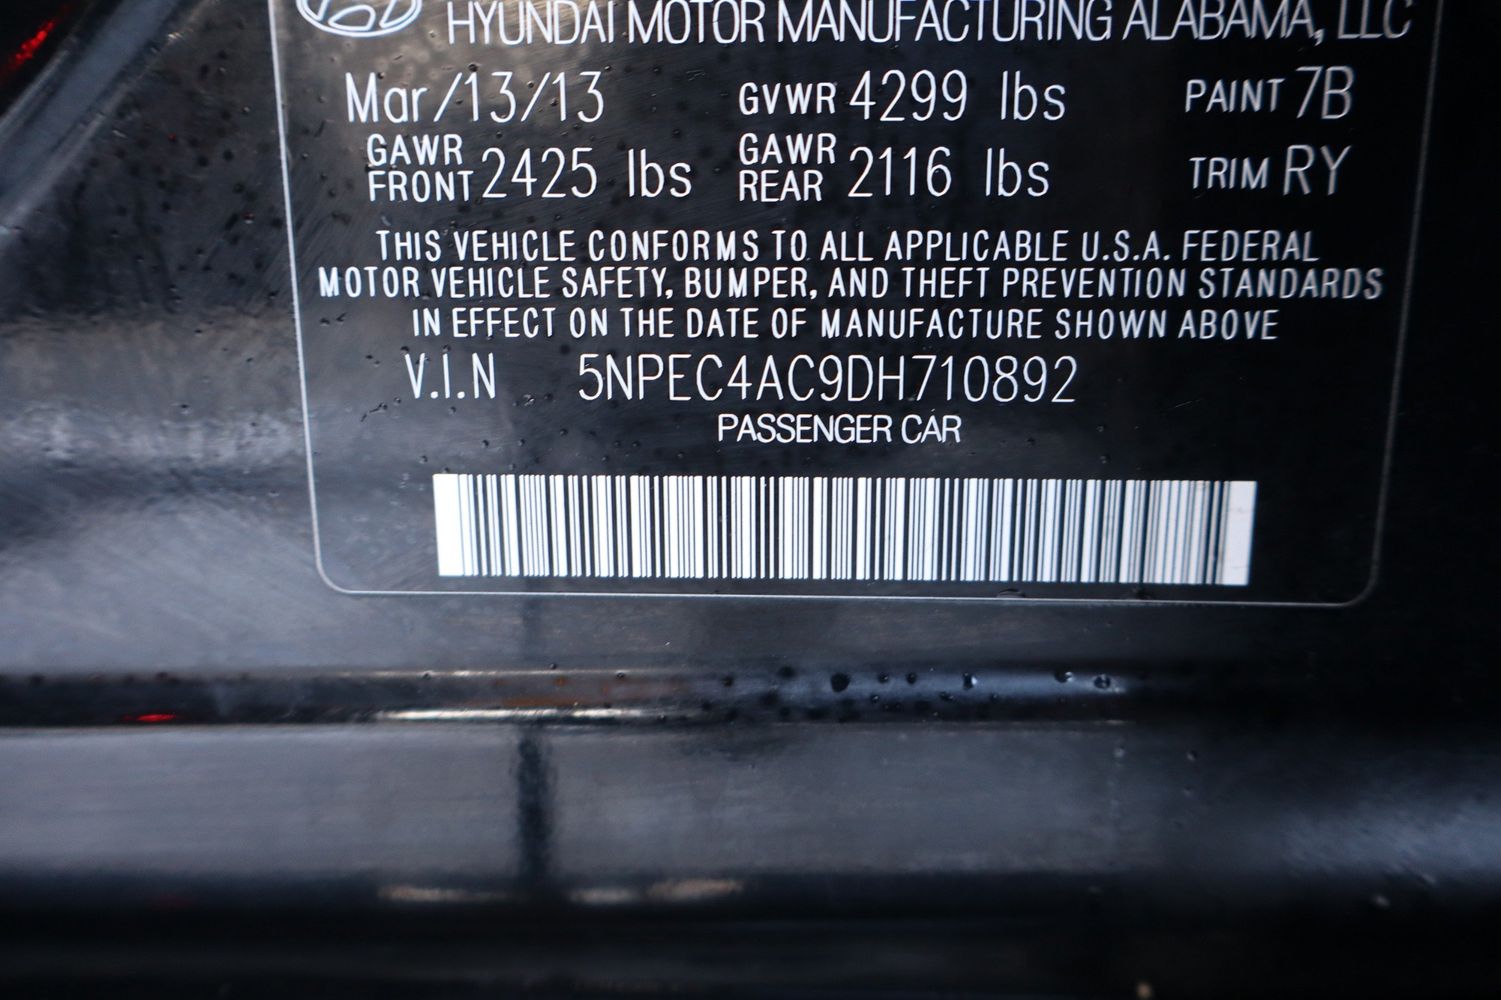 HYUNDAI MOTOR MANUFACTURING ALABAMA, LLC
Mar/13/13 GVWR 4299 lbs PAINT 7B
GAWR FRONT 2425 lbs GAWR REAR 2116 lbs TRIM RY
THIS VEHICLE CONFORMS TO ALL APPLICABLE U.S.A. FEDERAL
MOTOR VEHICLE SAFETY, BUMPER, AND THEFT PREVENTION STANDARDS
IN EFFECT ON THE DATE OF MANUFACTURE SHOWN ABOVE
V.I.N 5NPEC4AC9DH710892
PASSENGER CAR